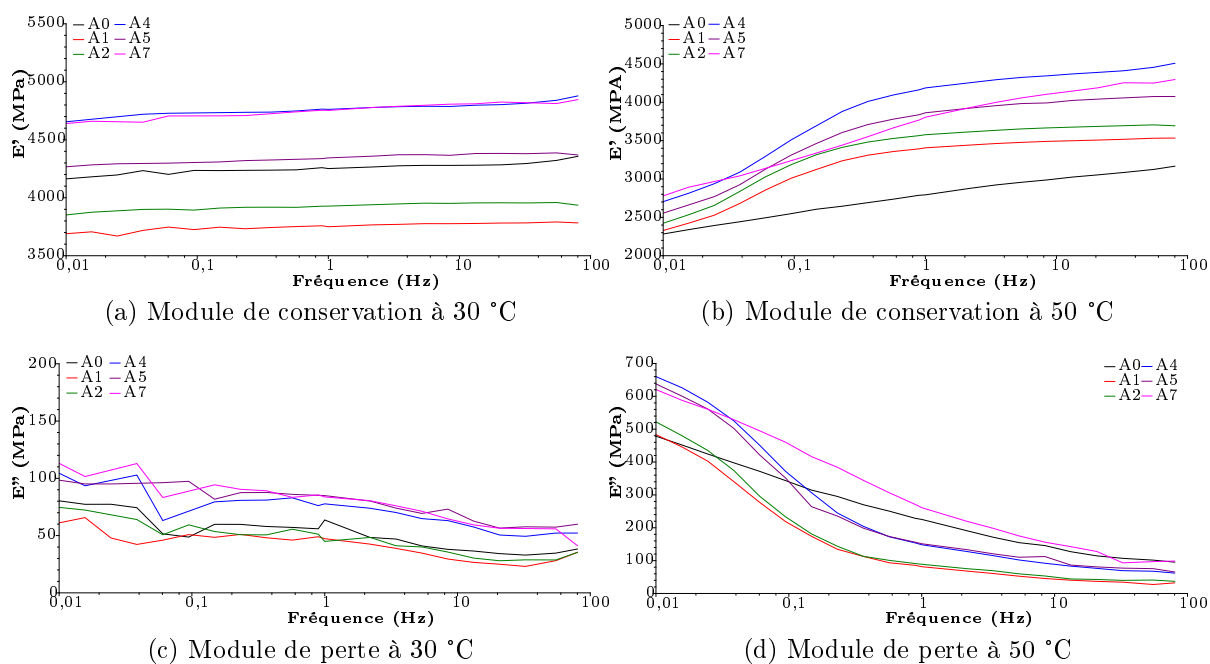 5500
5000
4500
4000
3500
E' (MPa)
A0 A4
A1 A5
A2 A7
0,01 0,1 1 10 100
Fréquence (Hz)
(a) Module de conservation à 30 °C
5000
4500
4000
3500
3000
2500
2000
E' (MPA)
A0 A4
A1 A5
A2 A7
0,01 0,1 1 10 100
Fréquence (Hz)
(b) Module de conservation à 50 °C
200
150
100
50
0
E" (MPa)
A0 A4
A1 A5
A2 A7
0,01 0,1 1 10 100
Fréquence (Hz)
(c) Module de perte à 30 °C
700
600
500
400
300
200
100
0
E" (MPa)
A0 A4
A1 A5
A2 A7
0,01 0,1 1 10 100
Fréquence (Hz)
(d) Module de perte à 50 °C